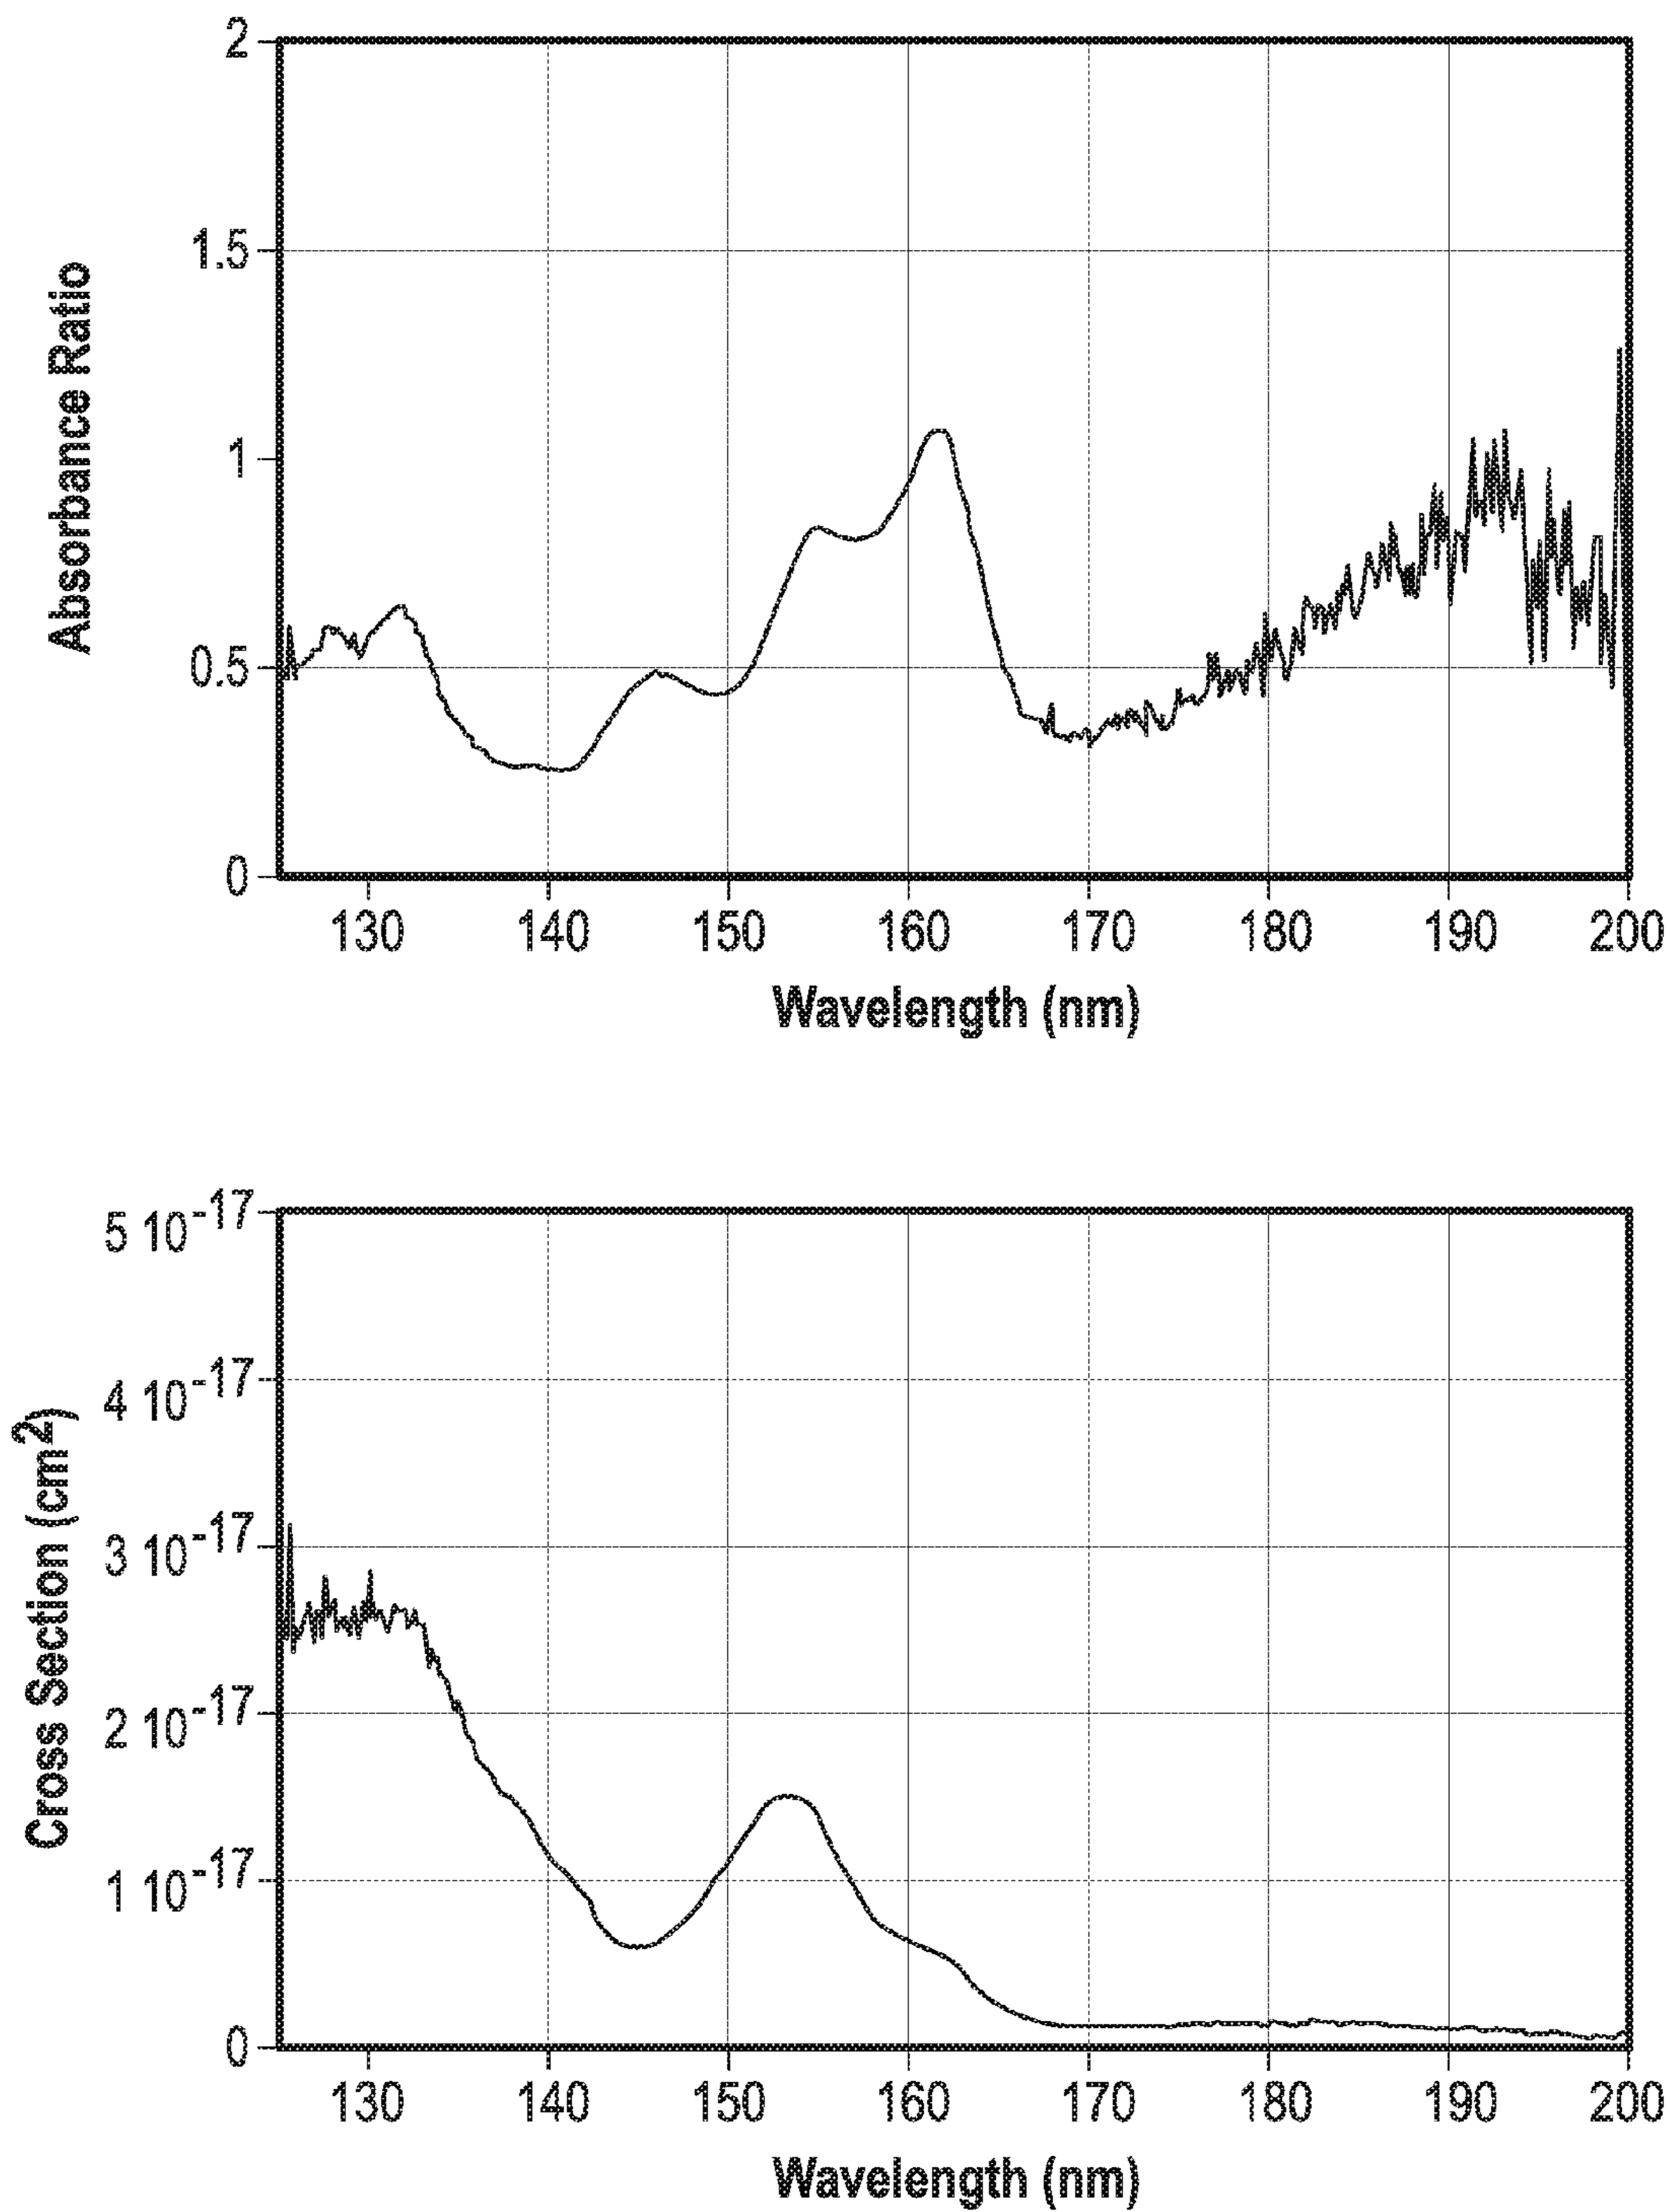 2
1.5
1
0.5
0
Absorbance Ratio
130 140 150 160 170 180 190 200
Wavelength (nm)
5 10⁻¹⁷
4 10⁻¹⁷
3 10⁻¹⁷
2 10⁻¹⁷
1 10⁻¹⁷
0
Cross Section (cm²)
130 140 150 160 170 180 190 200
Wavelength (nm)